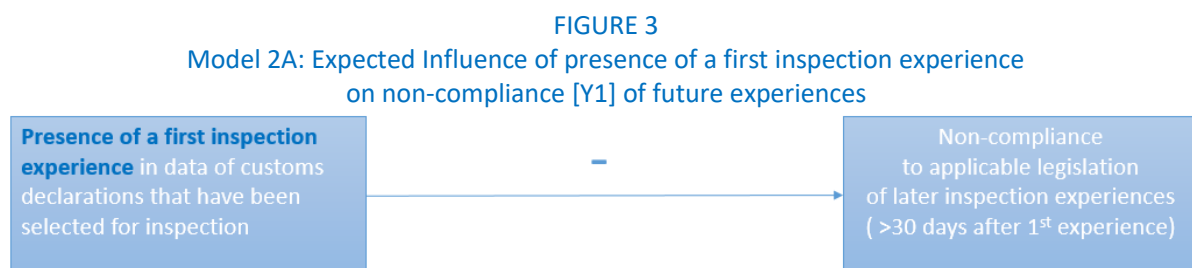 FIGURE 3
Model 2A: Expected Influence of presence of a first inspection experience
on non-compliance [Y1] of future experiences
Presence of a first inspection
experience in data of customs
declarations that have been
selected for inspection
-
Non-compliance
to applicable legislation
of later inspection experiences
( >30 days after 1st experience)